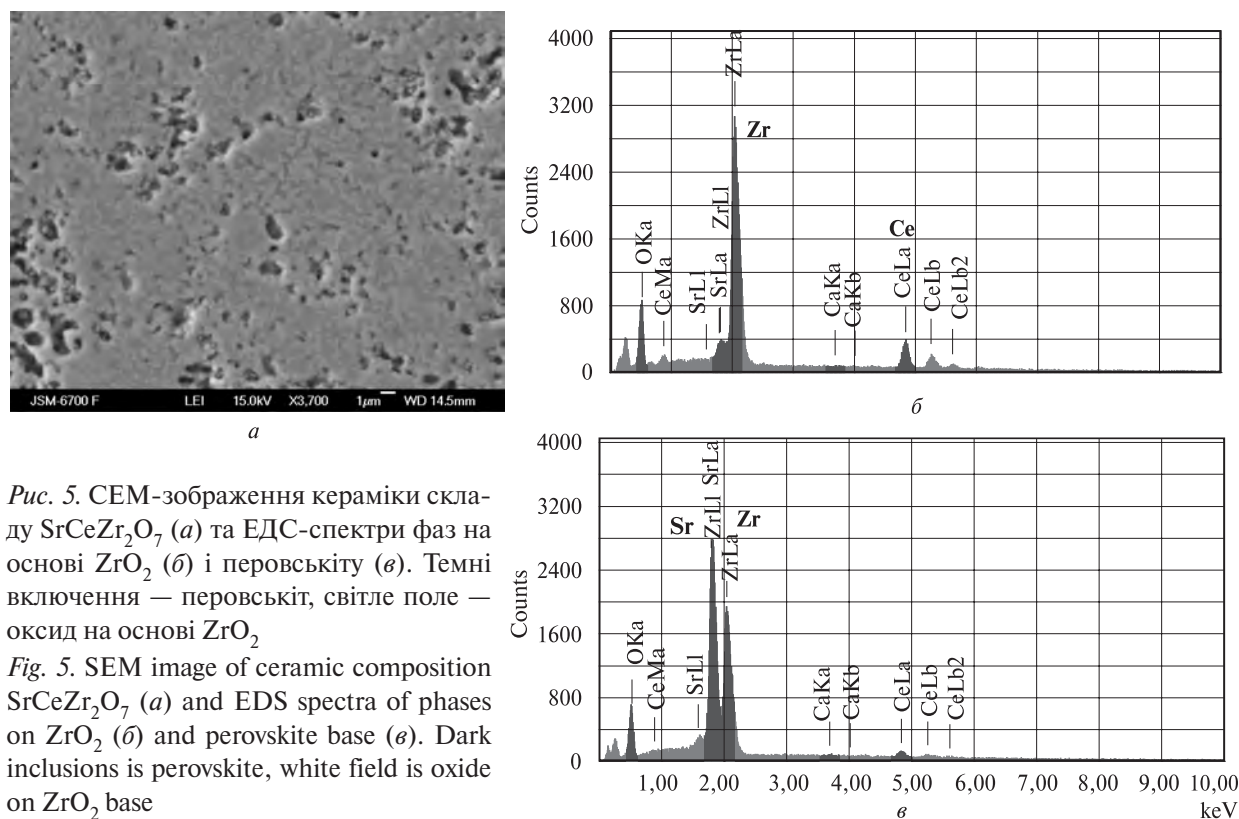 JSM-6700 F LEI 15.0kV X3,700 1μm WD 14.5mm
а
Рис. 5. СЕМ-зображення кераміки скла-
ду SrCeZr₂O₇ (а) та ЕДС-спектри фаз на
основі ZrO₂ (б) і перовськіту (в). Темні
включення — перовськіт, світле поле —
оксид на основі ZrO₂
Fig. 5. SEM image of ceramic composition
SrCeZr₂O₇ (а) and EDS spectra of phases
on ZrO₂ (б) and perovskite base (в). Dark
inclusions is perovskite, white field is oxide
on ZrO₂ base
4000
3200
2400
1600
800
0
Counts
OKa
CeMa
SrLl
SrLa
ZrLl
ZrLa
Zr
CaKa
CaKb
Ce
CeLa
CeLb
CeLb2
б
4000
3200
2400
1600
800
0
Counts
OKa
CeMa
SrLl
Sr
ZrLl
SrLa
ZrLa
Zr
CaKa
CaKb
CeLa
CeLb
CeLb2
1,00 2,00 3,00 4,00 5,00 6,00 7,00 8,00 9,00 10,00
в
keV